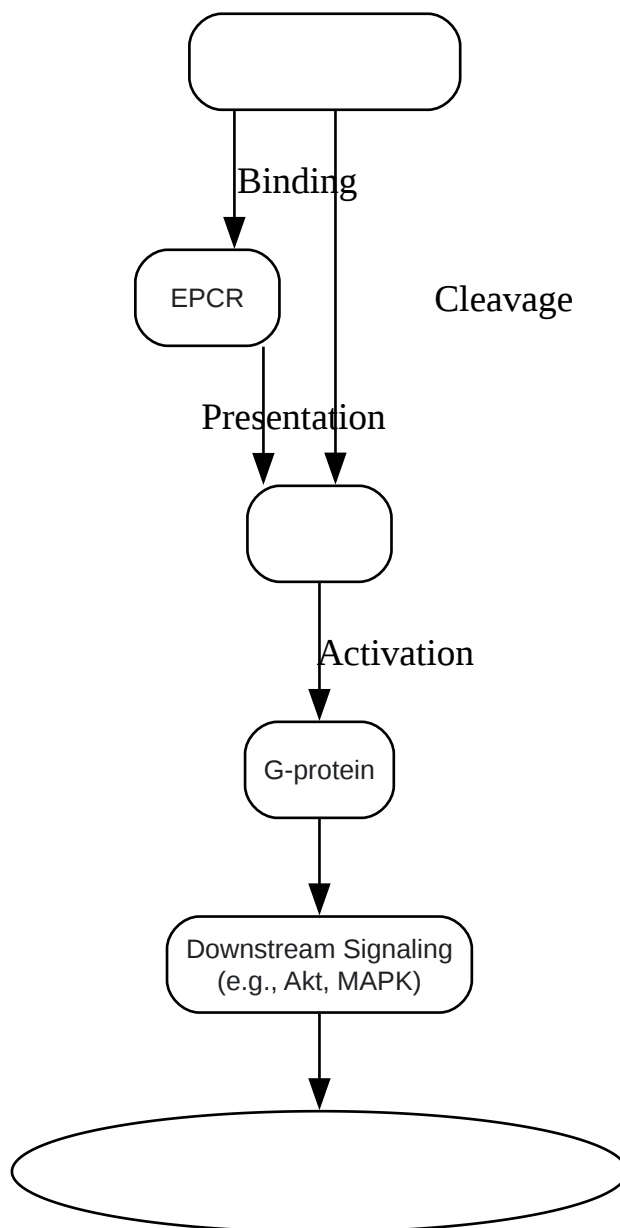 Binding
EPCR
Cleavage
Presentation
Activation
G-protein
Downstream Signaling
(e.g., Akt, MAPK)